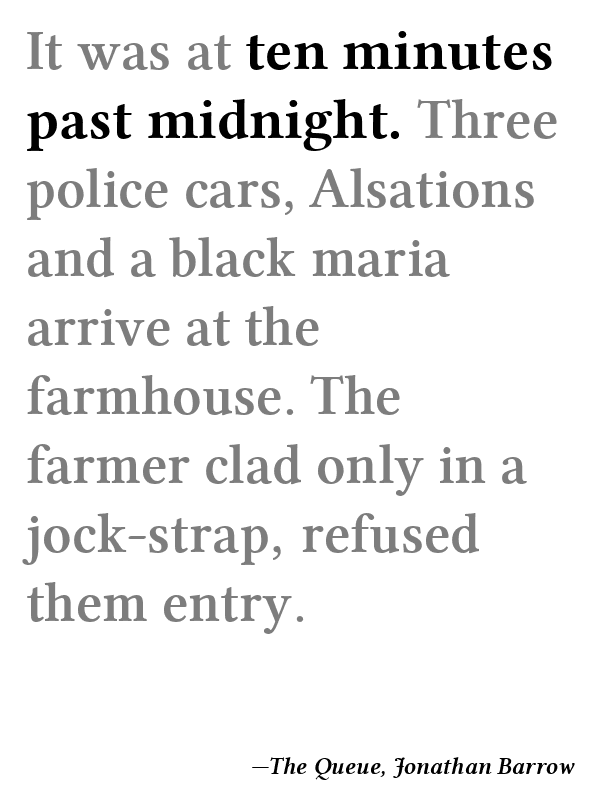 It was at ten minutes
past midnight. Three
police cars, Alsations
and a black maria
arrive at the
farmhouse. The
farmer clad only in a
jock-strap, refused
them entry.
—The Queue, Jonathan Barrow